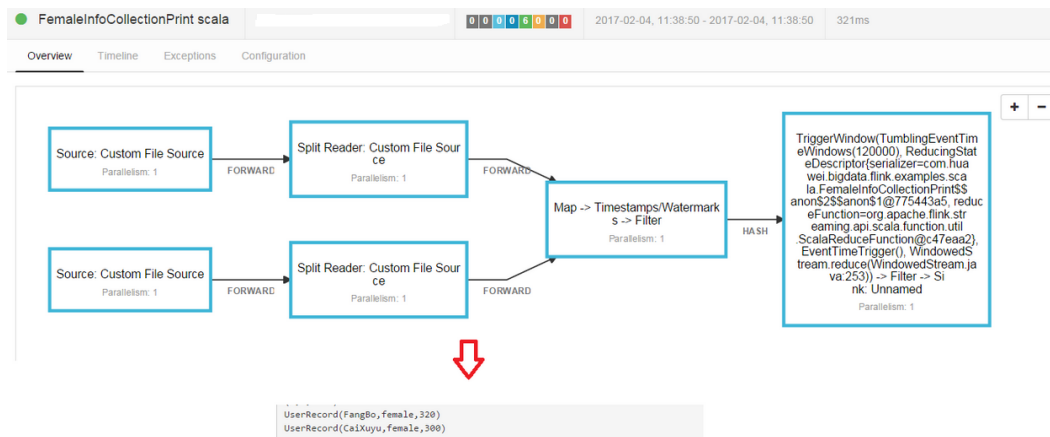 FemaleInfoCollectionPrint scala
0 0 0 0 6 0 0 0
2017-02-04, 11:38:50 - 2017-02-04, 11:38:50
321ms
Overview
Timeline
Exceptions
Configuration
+
−
Source: Custom File Source
Parallelism: 1
FORWARD
Split Reader: Custom File Sour
ce
Parallelism: 1
FORWARD
Source: Custom File Source
Parallelism: 1
FORWARD
Split Reader: Custom File Sour
ce
Parallelism: 1
FORWARD
Map -> Timestamps/Watermark
s -> Filter
Parallelism: 1
HASH
TriggerWindow(TumblingEventTim
eWindows(120000), ReducingStat
eDescriptor{serializer=com.hua
wei.bigdata.flink.examples.sca
la.FemaleInfoCollectionPrint$$
anon$2$$anon$1@775443a5, reduc
eFunction=org.apache.flink.str
eaming.api.scala.function.util
.ScalaReduceFunction@c47eaa2},
EventTimeTrigger(), WindowedS
tream.reduce(WindowedStream.ja
va:253)) -> Filter -> Si
nk: Unnamed
Parallelism: 1
UserRecord(FangBo,female,320)
UserRecord(CaiXuyu,female,300)